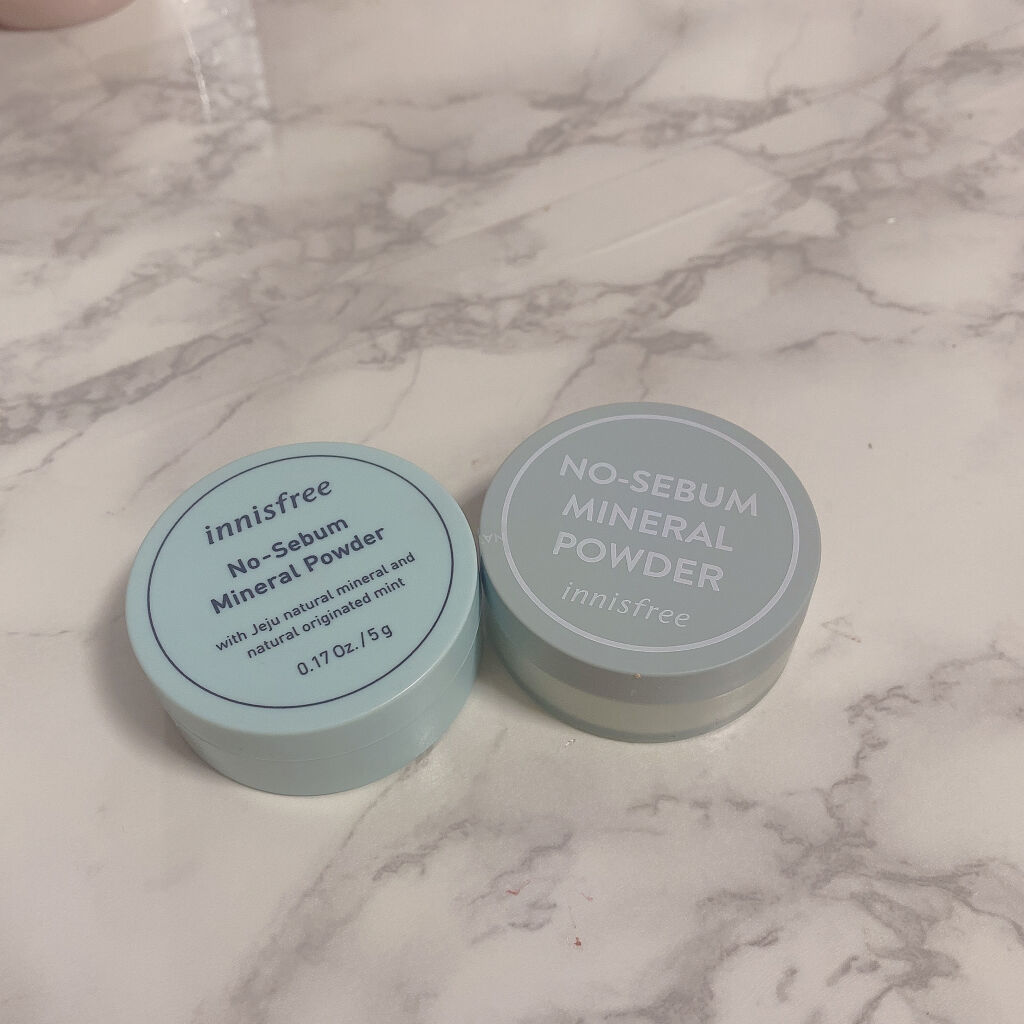 innisfree
No-Sebum
Mineral Powder
with Jeju natural mineral and
natural originated mint
0.17 Oz. / 5 g
NO-SEBUM
MINERAL
POWDER
innisfree